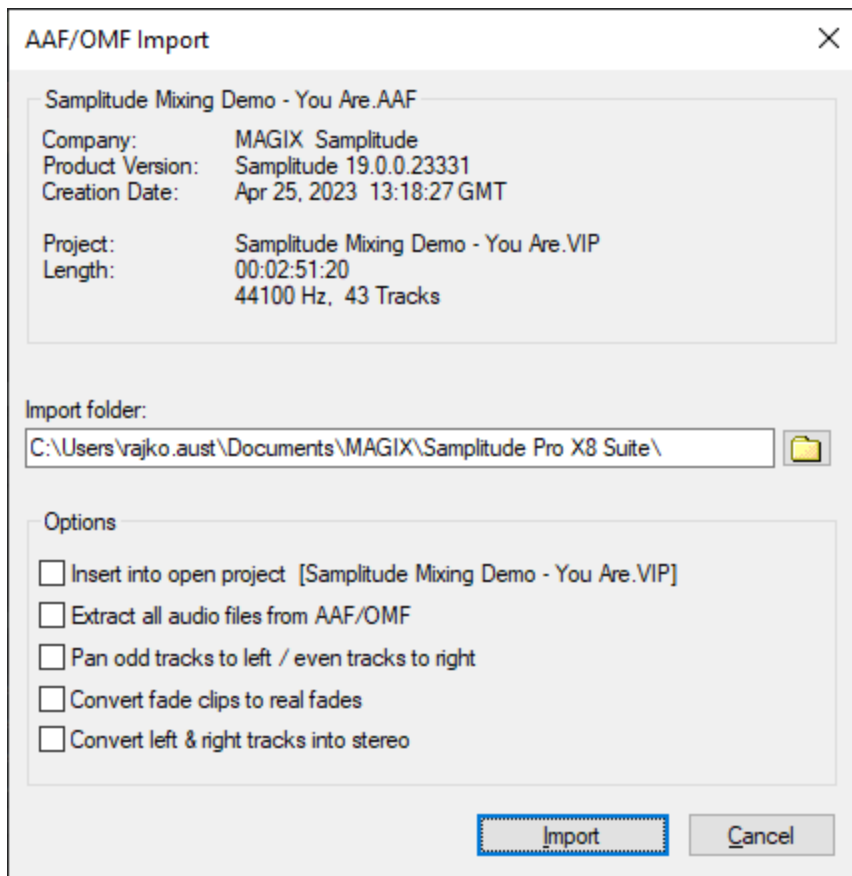 AAF/OMF Import
Samplitude Mixing Demo - You Are.AAF
Company: MAGIX Samplitude
Product Version: Samplitude 19.0.0.23331
Creation Date: Apr 25, 2023 13:18:27 GMT
Project: Samplitude Mixing Demo - You Are.VIP
Length: 00:02:51:20
44100 Hz, 43 Tracks
Import folder:
C:\Users\rajko.aust\Documents\MAGIX\Samplitude Pro X8 Suite\
Options
Insert into open project [Samplitude Mixing Demo - You Are.VIP]
Extract all audio files from AAF/OMF
Pan odd tracks to left / even tracks to right
Convert fade clips to real fades
Convert left & right tracks into stereo
Import Cancel